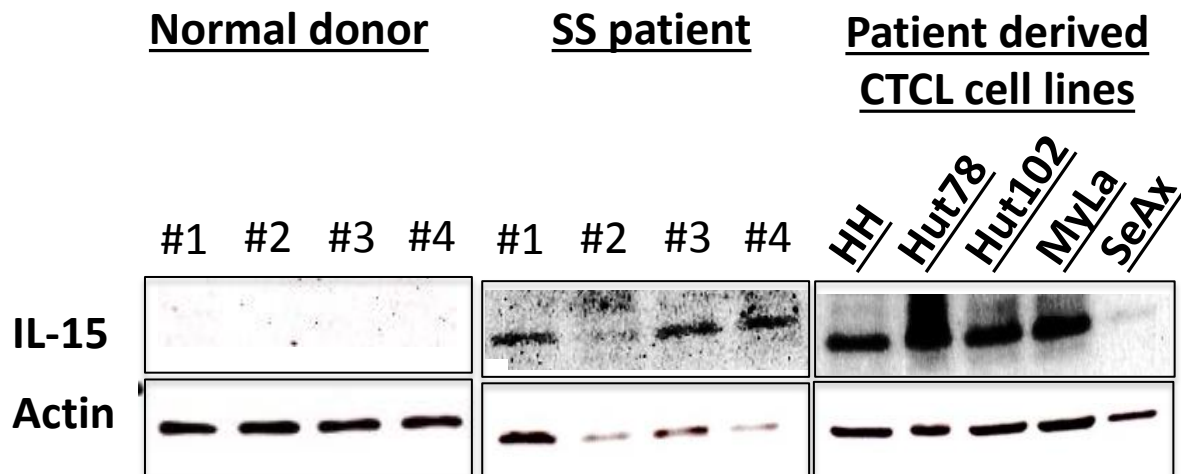 Normal donor
SS patient
Patient derived
CTCL cell lines
#1 #2 #3 #4
#1 #2 #3 #4
HH Hut78 Hut102 MyLa SeAx
IL-15
Actin